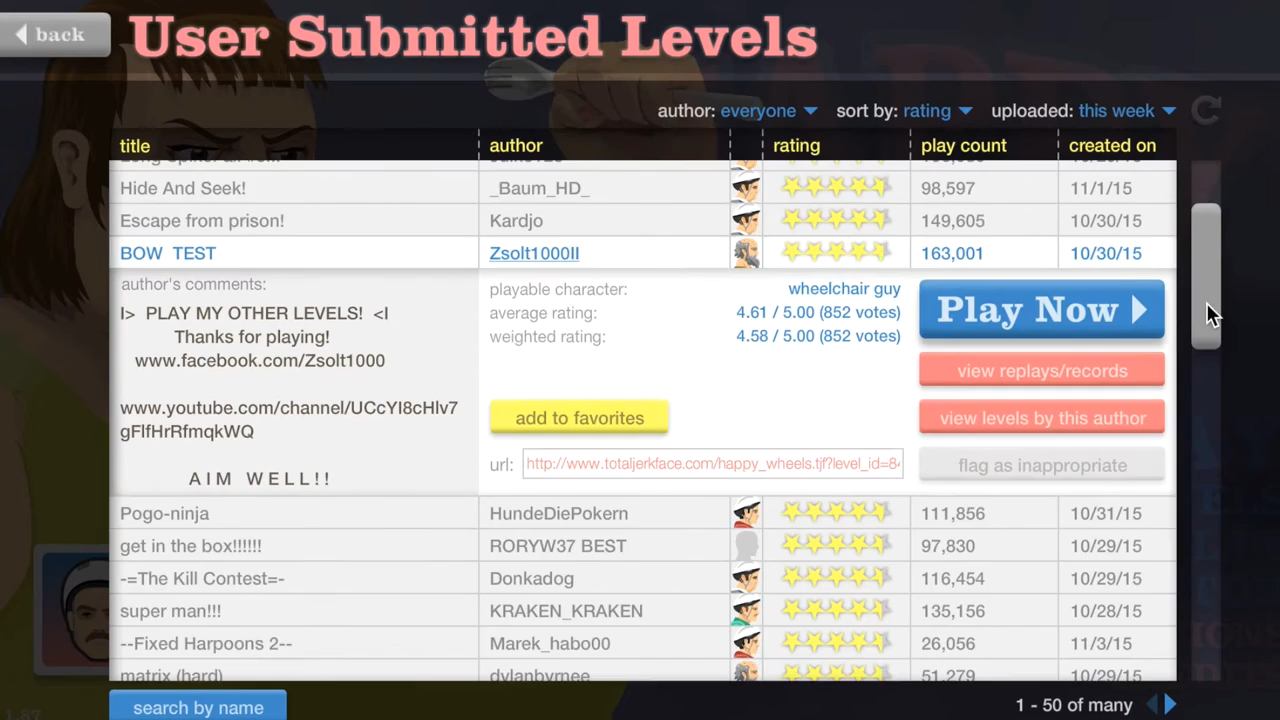 back
User Submitted Levels
author: everyone sort by: rating uploaded: this week
title author rating play count created on
Hide And Seek! _Baum_HD_ 98,597 11/1/15
Escape from prison! Kardjo 149,605 10/30/15
BOW TEST Zsolt1000II 163,001 10/30/15
author's comments:
I> PLAY MY OTHER LEVELS! <I
Thanks for playing!
www.facebook.com/Zsolt1000
www.youtube.com/channel/UCcYI8cHlv7
gFlfHrRfmqkWQ
A I M W E L L ! !
playable character: wheelchair guy
average rating: 4.61 / 5.00 (852 votes)
weighted rating: 4.58 / 5.00 (852 votes)
add to favorites
url: http://www.totaljerkface.com/happy_wheels.tjf?level_id=8
Play Now
view replays/records
view levels by this author
flag as inappropriate
Pogo-ninja HundeDiePokern 111,856 10/31/15
get in the box!!!!!! RORYW37 BEST 97,830 10/29/15
-=The Kill Contest=- Donkadog 116,454 10/29/15
super man!!! KRAKEN_KRAKEN 135,156 10/28/15
--Fixed Harpoons 2-- Marek_habo00 26,056 11/3/15
matrix (hard) dylanbyrnee 51,279 10/29/15
search by name
1 - 50 of many
1.87